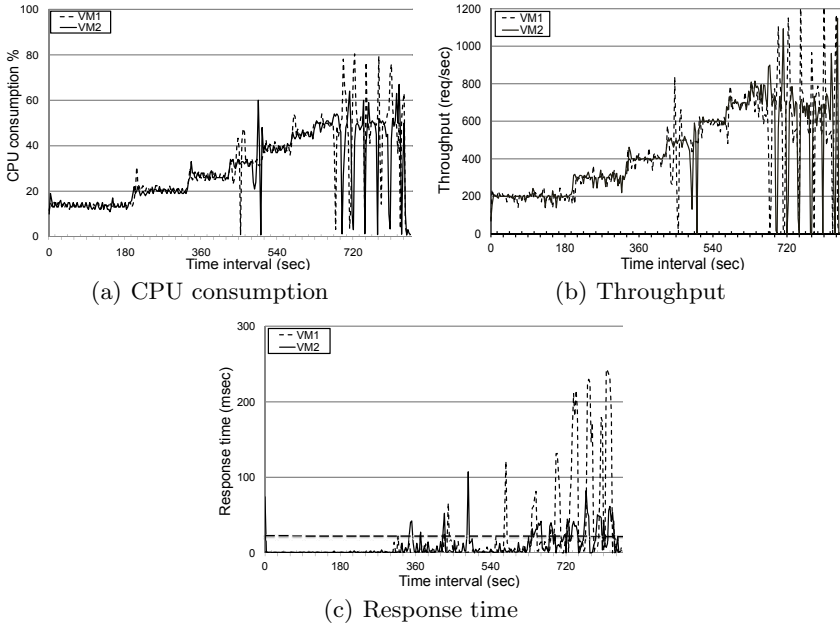 VM1
VM2
CPU consumption %
100
80
60
40
20
0
0 180 360 540 720
Time interval (sec)
(a) CPU consumption
VM1
VM2
Throughput (req/sec)
1200
1000
800
600
400
200
0
0 180 360 540 720
Time interval (sec)
(b) Throughput
VM1
VM2
Response time (msec)
300
200
100
0
0 180 360 540 720
Time interval (sec)
(c) Response time